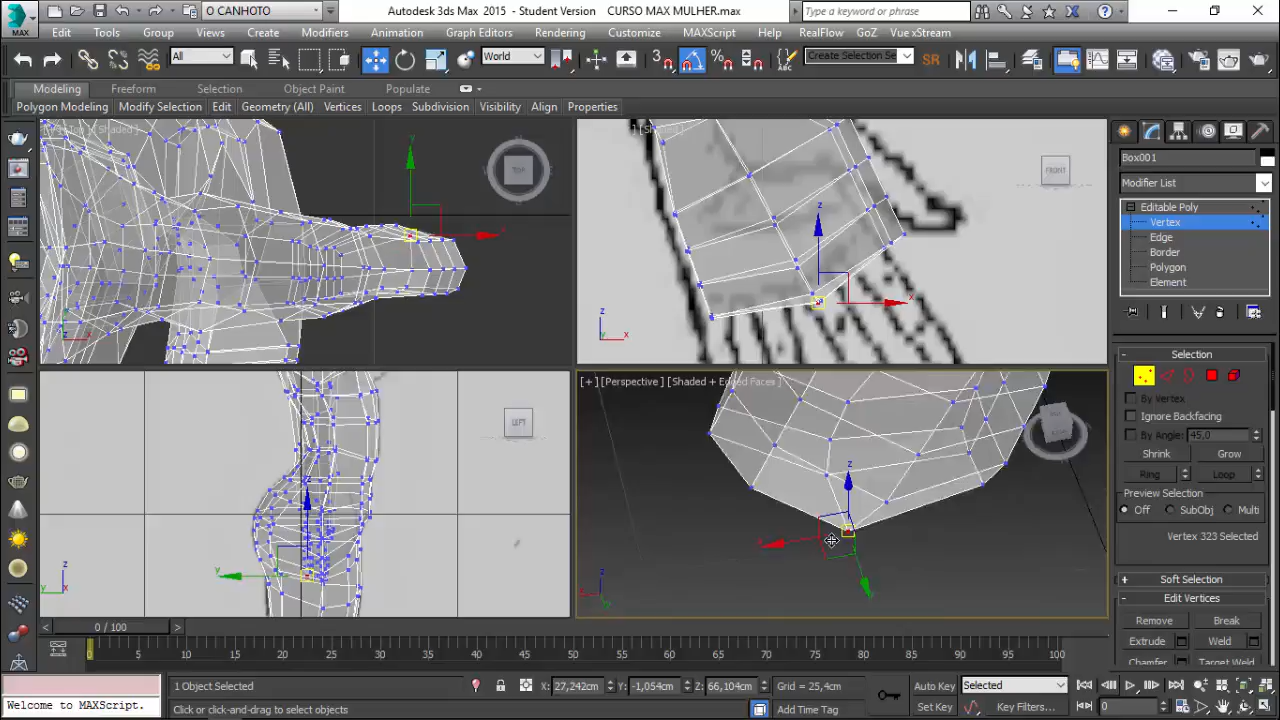 MAX
O CANHOTO
Autodesk 3ds Max 2015 - Student Version   CURSO MAX MULHER.max
Type a keyword or phrase
Edit Tools Group Views Create Modifiers Animation Graph Editors Rendering Customize MAXScript Help RealFlow GoZ Vue xStream
All World 3 Create Selection Se SR
Modeling Freeform Selection Object Paint Populate
Polygon Modeling Modify Selection Edit Geometry (All) Vertices Loops Subdivision Visibility Align Properties
TOP
FRONT
Box001
Modifier List
Editable Poly
Vertex
Edge
Border
Polygon
Element
Selection
[+] [Perspective] [Shaded + Edged Faces]
LEFT
By Vertex
Ignore Backfacing
By Angle: 45,0
Shrink Grow
Ring Loop
Preview Selection
Off SubObj Multi
Vertex 323 Selected
Soft Selection
Edit Vertices
Remove Break
Extrude Weld
Chamfer Target Weld
0 / 100
0 5 10 15 20 25 30 35 40 45 50 55 60 65 70 75 80 85 90 95 100
1 Object Selected X: 27,242cm Y: -1,054cm Z: 66,104cm Grid = 25,4cm Auto Key Selected
Welcome to MAXScript. Click or click-and-drag to select objects Add Time Tag Set Key Key Filters... 0